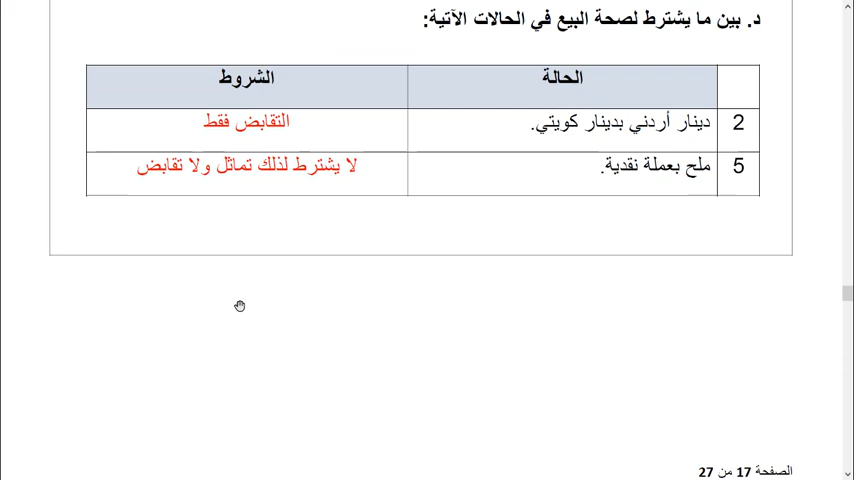 د. بين ما يشترط لصحة البيع في الحالات الآتية:
الحالة الشروط
2 دينار أردني بدينار كويتي. التقابض فقط
5 ملح بعملة نقدية. لا يشترط لذلك تماثل ولا تقابض
الصفحة 17 من 27